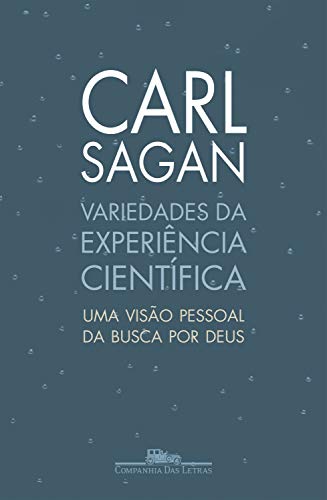 CARL
SAGAN
VARIEDADES DA
EXPERIÊNCIA
CIENTÍFICA
UMA VISÃO PESSOAL
DA BUSCA POR DEUS
COMPANHIA DAS LETRAS